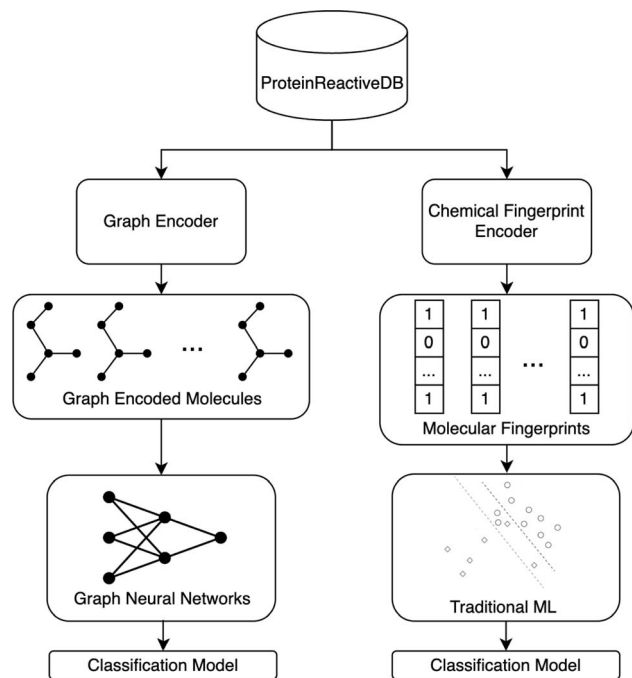 ProteinReactiveDB
Graph Encoder
Chemical Fingerprint
Encoder
...
Graph Encoded Molecules
1 1 1
0 0 0
...
... ... ...
1 1 1
Molecular Fingerprints
Graph Neural Networks
Traditional ML
Classification Model
Classification Model